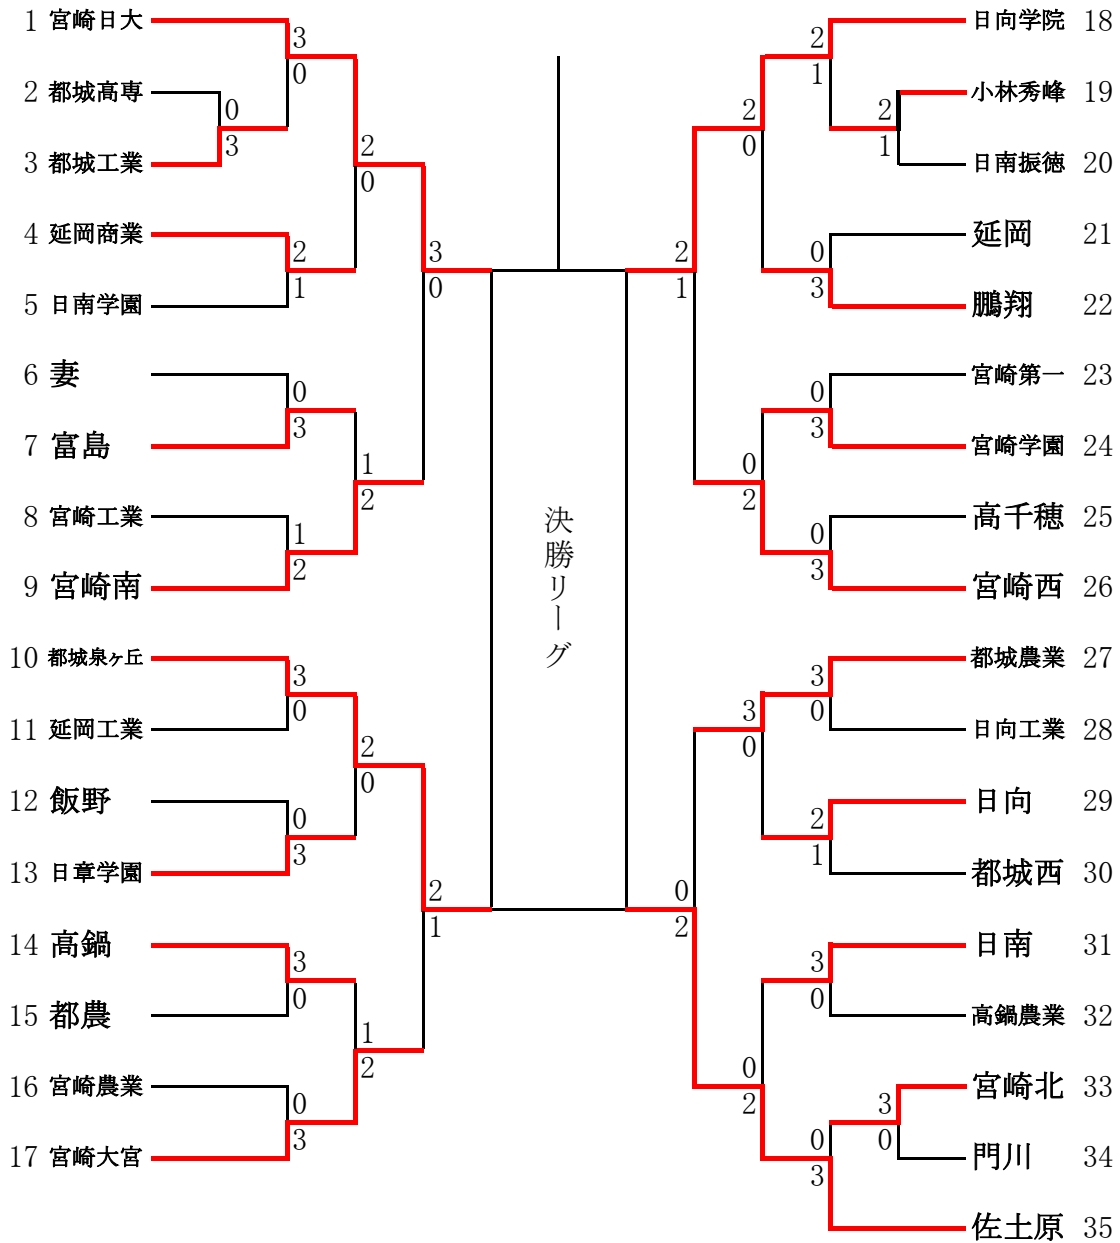 1 宮崎日大
2 都城高専
3 都城工業
4 延岡商業
5 日南学園
6 妻
7 富島
8 宮崎工業
9 宮崎南
10 都城泉ヶ丘
11 延岡工業
12 飯野
13 日章学園
14 高鍋
15 都農
16 宮崎農業
17 宮崎大宮
3
0
0
3
2
0
2
1
3
0
0
3
1
2
1
2
3
0
2
0
0
3
2
1
3
0
1
2
0
3
決勝リーグ
2
1
2
1
2
0
0
3
2
1
0
3
0
2
0
3
3
0
3
0
2
1
0
2
3
0
0
2
3
0
0
3
日向学院 18
小林秀峰 19
日南振徳 20
延岡 21
鵬翔 22
宮崎第一 23
宮崎学園 24
高千穂 25
宮崎西 26
都城農業 27
日向工業 28
日向 29
都城西 30
日南 31
高鍋農業 32
宮崎北 33
門川 34
佐土原 35